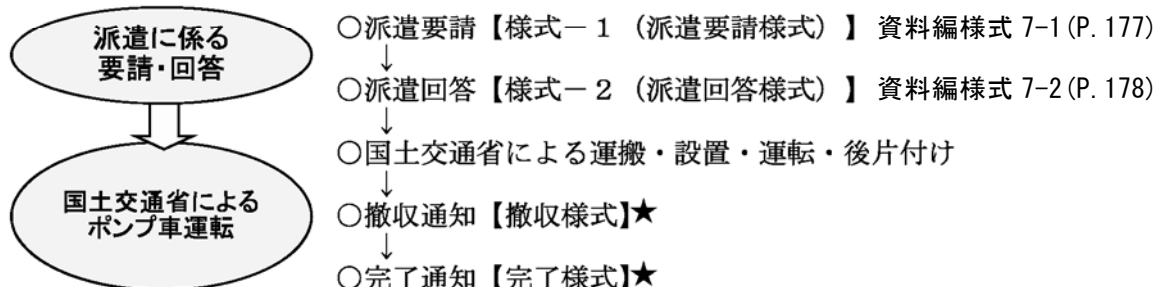 派遣に係る
要請・回答
国土交通省による
ポンプ車運転
○派遣要請【様式－１（派遣要請様式）】 資料編様式 7-1(P. 177)
↓
○派遣回答【様式－２（派遣回答様式）】 資料編様式 7-2(P. 178)
↓
○国土交通省による運搬・設置・運転・後片付け
↓
○撤収通知【撤収様式】★
↓
○完了通知【完了様式】★